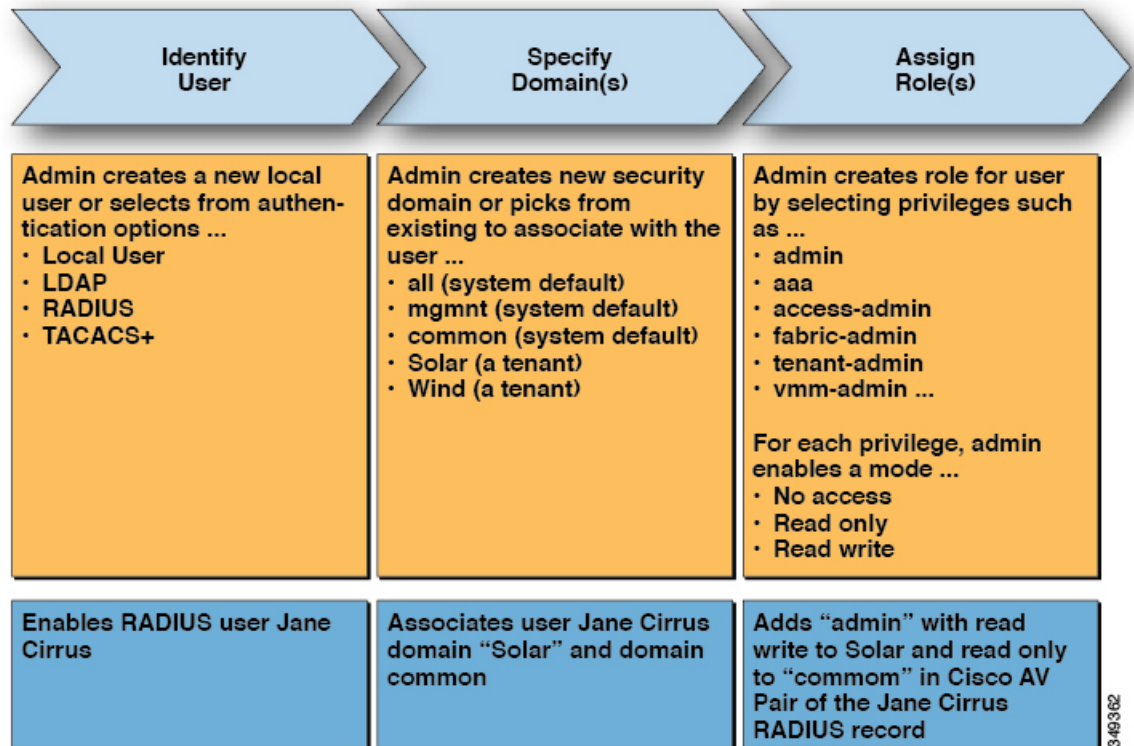 Identify
User
Specify
Domain(s)
Assign
Role(s)
Admin creates a new local
user or selects from authen-
tication options ...
• Local User
• LDAP
• RADIUS
• TACACS+
Admin creates new security
domain or picks from
existing to associate with the
user ...
• all (system default)
• mgmnt (system default)
• common (system default)
• Solar (a tenant)
• Wind (a tenant)
Admin creates role for user
by selecting privileges such
as ...
• admin
• aaa
• access-admin
• fabric-admin
• tenant-admin
• vmm-admin ...
For each privilege, admin
enables a mode ...
• No access
• Read only
• Read write
Enables RADIUS user Jane
Cirrus
Associates user Jane Cirrus
domain “Solar” and domain
common
Adds “admin” with read
write to Solar and read only
to “commom” in Cisco AV
Pair of the Jane Cirrus
RADIUS record
349362